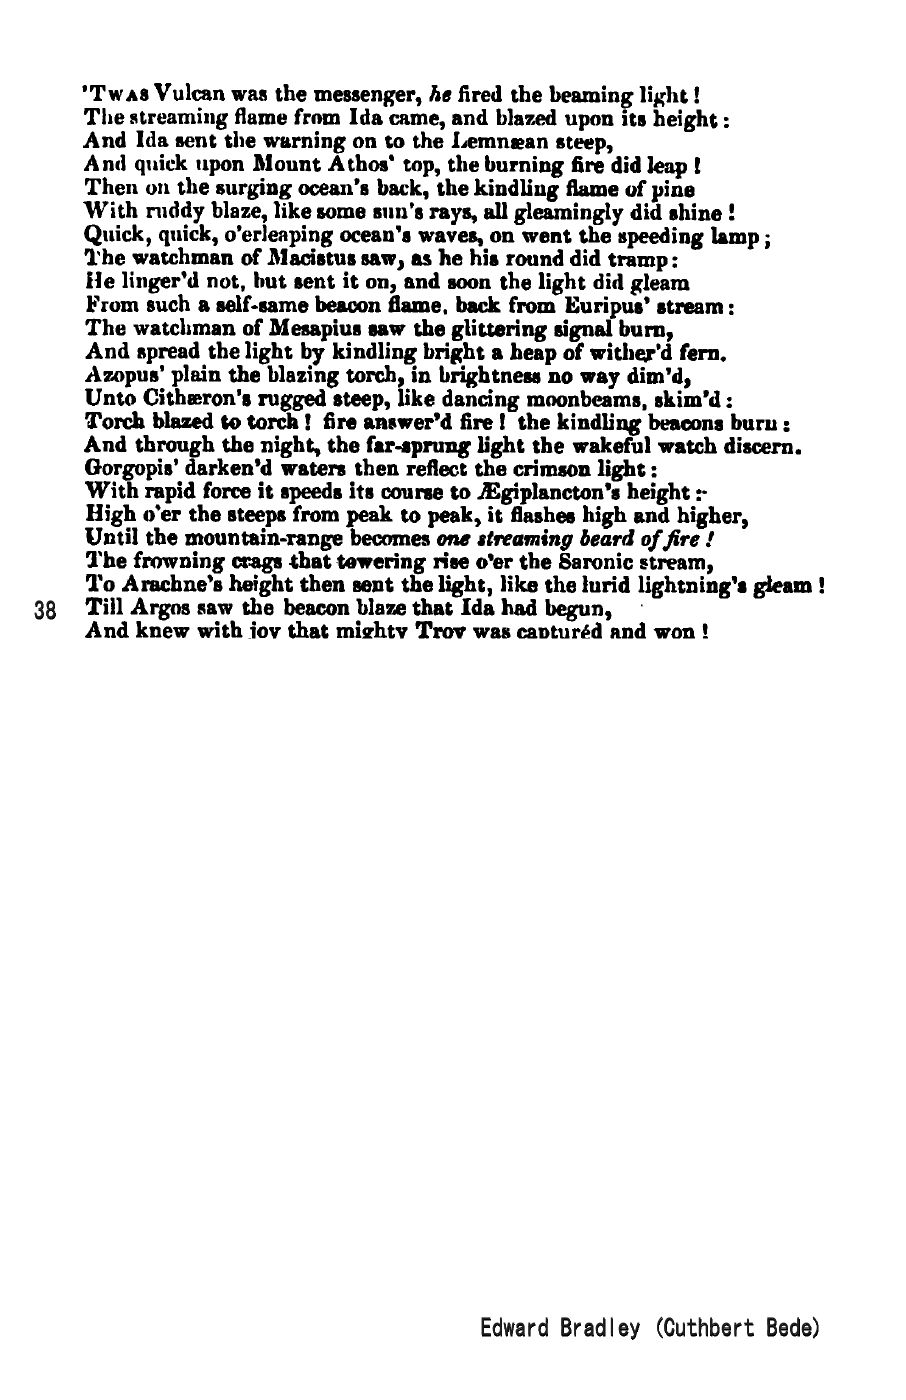 'TWAS Vulcan was the messenger, he fired the beaming light !
The streaming flame from Ida came, and blazed upon its height :
And Ida sent the warning on to the Lemnæan steep,
And quick upon Mount Athos' top, the burning fire did leap !
Then on the surging ocean's back, the kindling flame of pine
With ruddy blaze, like some sun's rays, all gleamingly did shine !
Quick, quick, o'erleaping ocean's waves, on went the speeding lamp ;
The watchman of Macistus saw, as he his round did tramp :
He linger'd not, but sent it on, and soon the light did gleam
From such a self-same beacon flame, back from Euripus' stream :
The watchman of Mesapius saw the glittering signal burn,
And spread the light by kindling bright a heap of wither'd fern.
Azopus' plain the blazing torch, in brightness no way dim'd,
Unto Cithæron's rugged steep, like dancing moonbeams, skim'd :
Torch blazed to torch ! fire answer'd fire ! the kindling beacons burn :
And through the night, the far-sprung light the wakeful watch discern.
Gorgopis' darken'd waters then reflect the crimson light :
With rapid force it speeds its course to Ægiplancton's height :-
High o'er the steeps from peak to peak, it flashes high and higher,
Until the mountain-range becomes one streaming beard of fire !
The frowning crags that towering rise o'er the Saronic stream,
To Arachne's height then sent the light, like the lurid lightning's gleam !
38 Till Argos saw the beacon blaze that Ida had begun,
And knew with joy that mighty Troy was capturéd and won !
Edward Bradley (Cuthbert Bede)